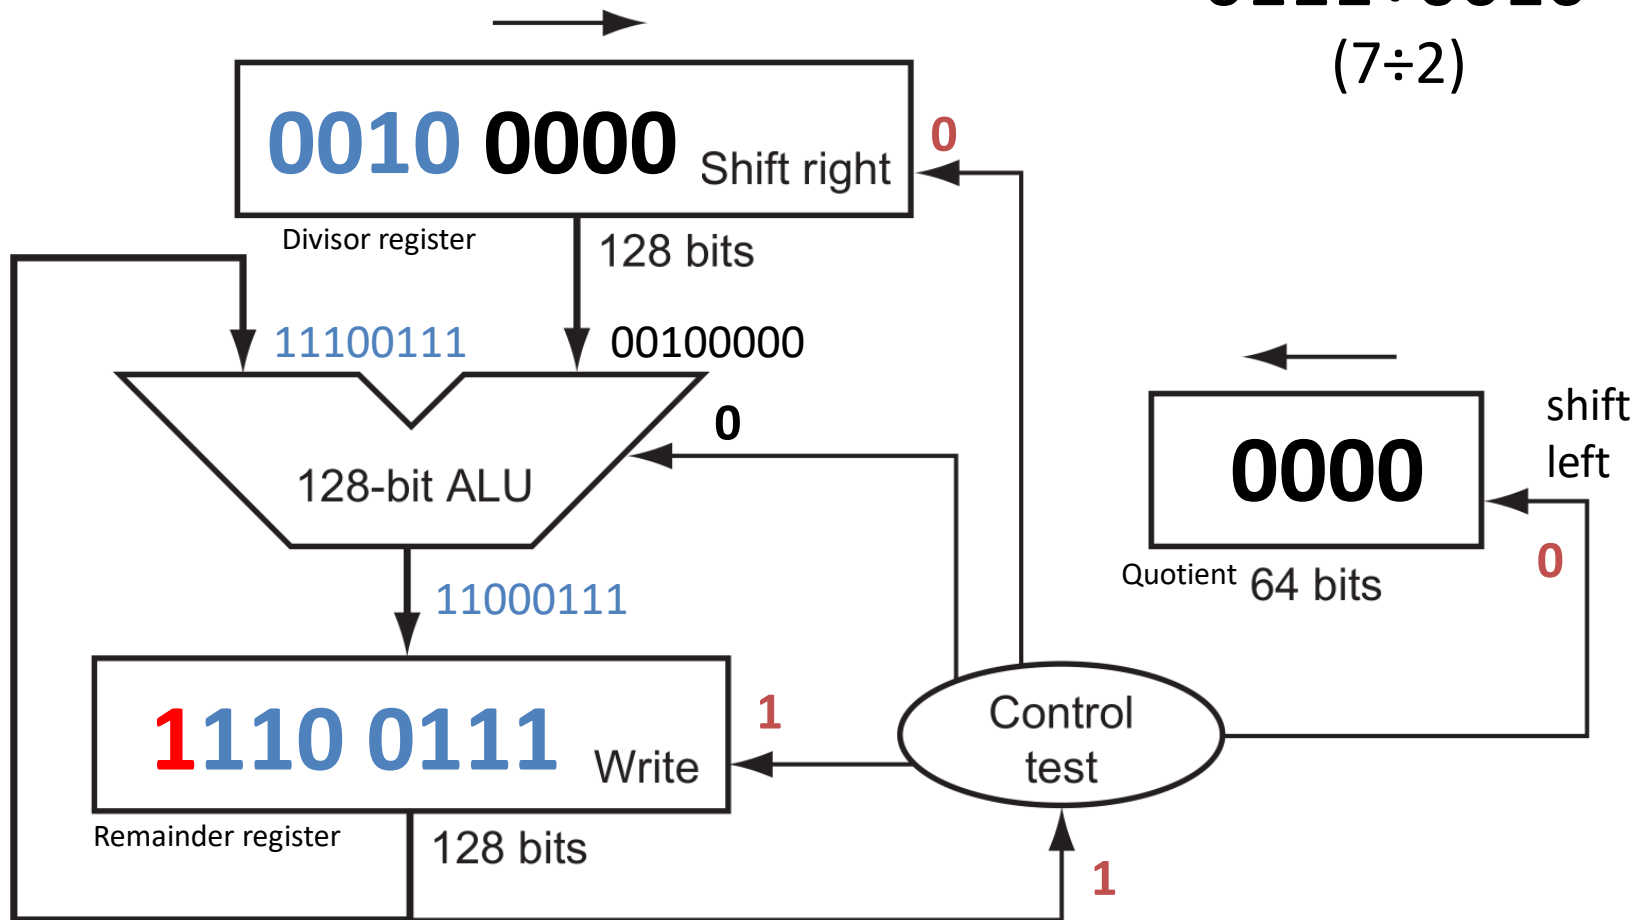 (7÷2)
0010 0000 Shift right
0
Divisor register
128 bits
11100111
00100000
0
128-bit ALU
shift
left
0000
0
Quotient 64 bits
11000111
1110 0111 Write
1
Control
test
Remainder register
128 bits
1